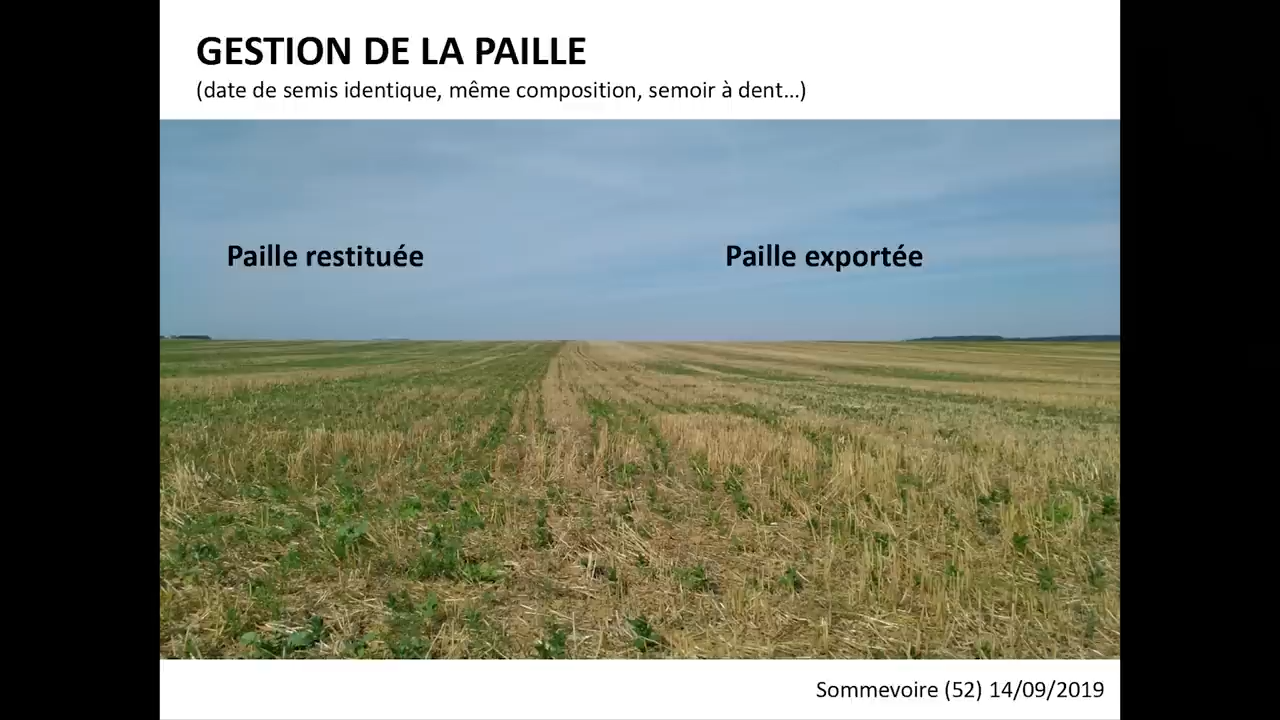 GESTION DE LA PAILLE
(date de semis identique, même composition, semoir à dent…)
Paille restituée
Paille exportée
Sommevoire (52) 14/09/2019